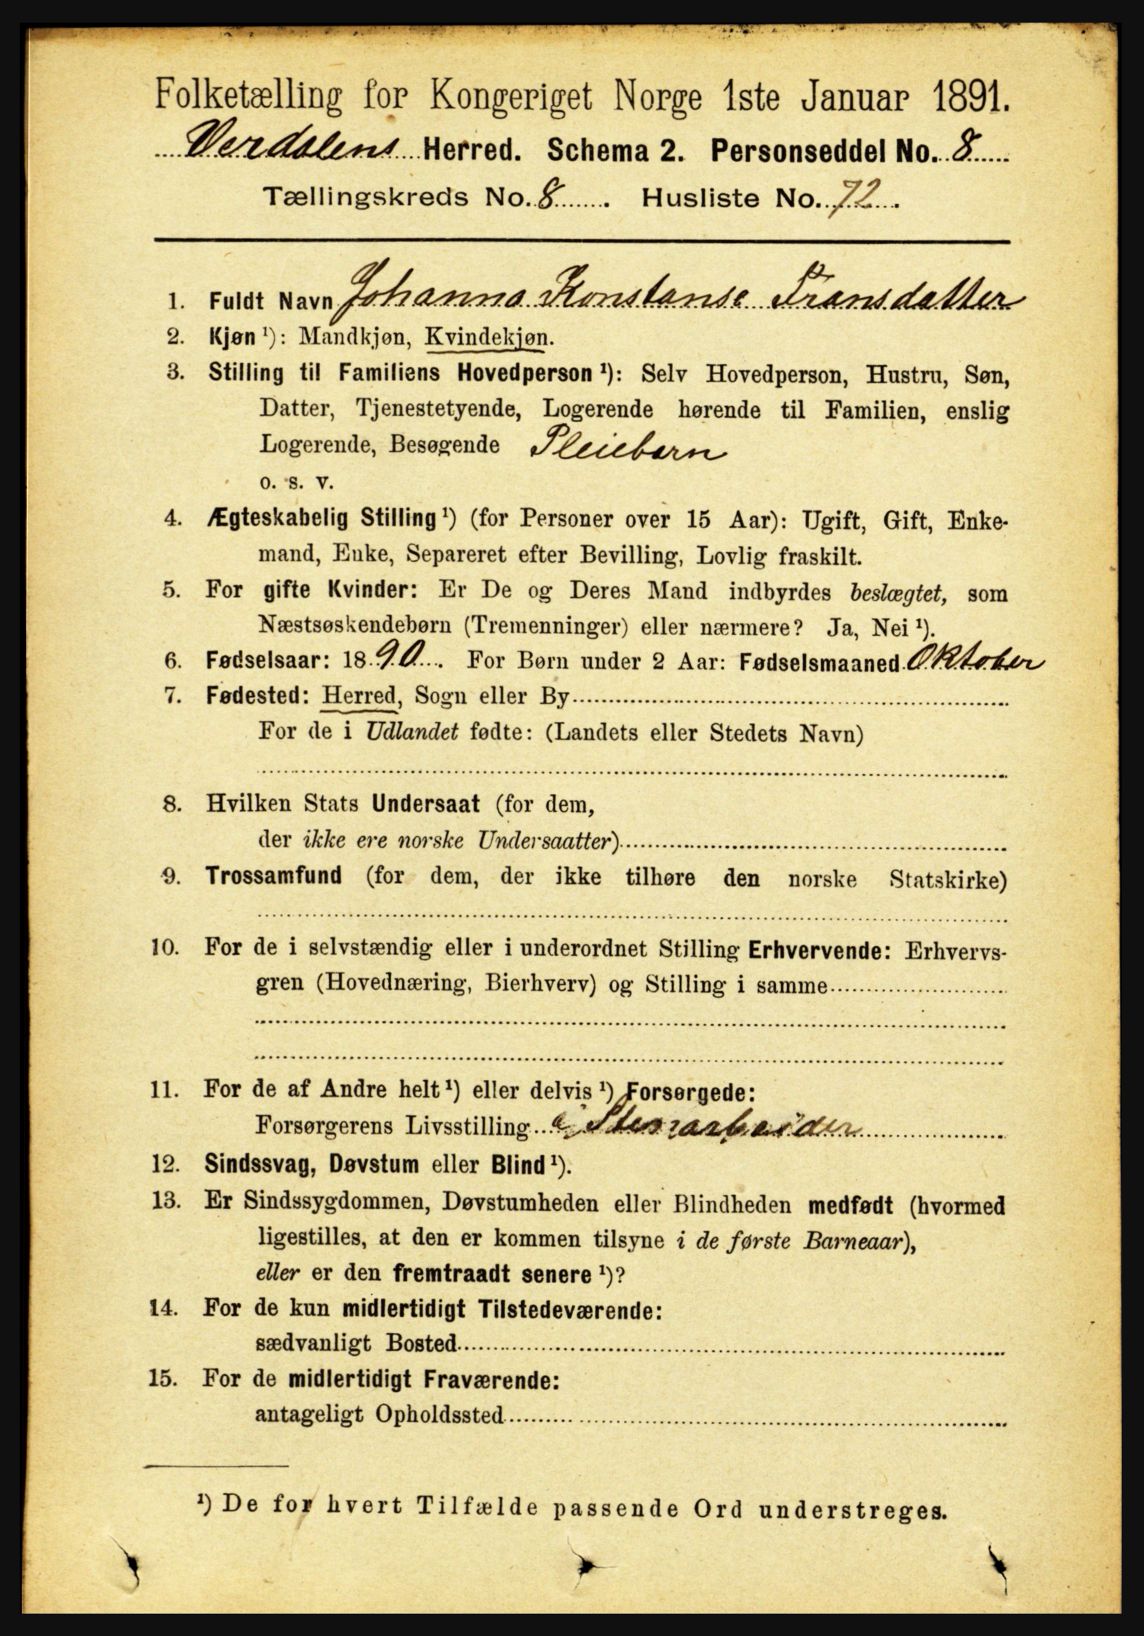 Folketælling for Kongeriget Norge 1ste Januar 1891.
Verdalens Herred. Schema 2. Personseddel No. 8
Tællingskreds No. 8. Husliste No. 72.
1. Fuldt Navn Johanna Konstanse Fransdatter
2. Kjøn ¹): Mandkjøn, Kvindekjøn.
3. Stilling til Familiens Hovedperson ¹): Selv Hovedperson, Hustru, Søn,
Datter, Tjenestetyende, Logerende hørende til Familien, enslig
Logerende, Besøgende Pleiebarn
o. s. v.
4. Ægteskabelig Stilling ¹) (for Personer over 15 Aar): Ugift, Gift, Enke-
mand, Enke, Separeret efter Bevilling, Lovlig fraskilt.
5. For gifte Kvinder: Er De og Deres Mand indbyrdes beslægtet, som
Næstsøskendebørn (Tremenninger) eller nærmere? Ja, Nei ¹).
6. Fødselsaar: 1890. For Børn under 2 Aar: Fødselsmaaned Oktober
7. Fødested: Herred, Sogn eller By
For de i Udlandet fødte: (Landets eller Stedets Navn)
8. Hvilken Stats Undersaat (for dem,
der ikke ere norske Undersaatter)
9. Trossamfund (for dem, der ikke tilhøre den norske Statskirke)
10. For de i selvstændig eller i underordnet Stilling Erhvervende: Erhvervs-
gren (Hovednæring, Bierhverv) og Stilling i samme
11. For de af Andre helt ¹) eller delvis ¹) Forsørgede:
Forsørgerens Livsstilling Stenarbeider
12. Sindssvag, Døvstum eller Blind ¹).
13. Er Sindssygdommen, Døvstumheden eller Blindheden medfødt (hvormed
ligestilles, at den er kommen tilsyne i de første Barneaar),
eller er den fremtraadt senere ¹)?
14. For de kun midlertidigt Tilstedeværende:
sædvanligt Bosted
15. For de midlertidigt Fraværende:
antageligt Opholdssted
¹) De for hvert Tilfælde passende Ord understreges.